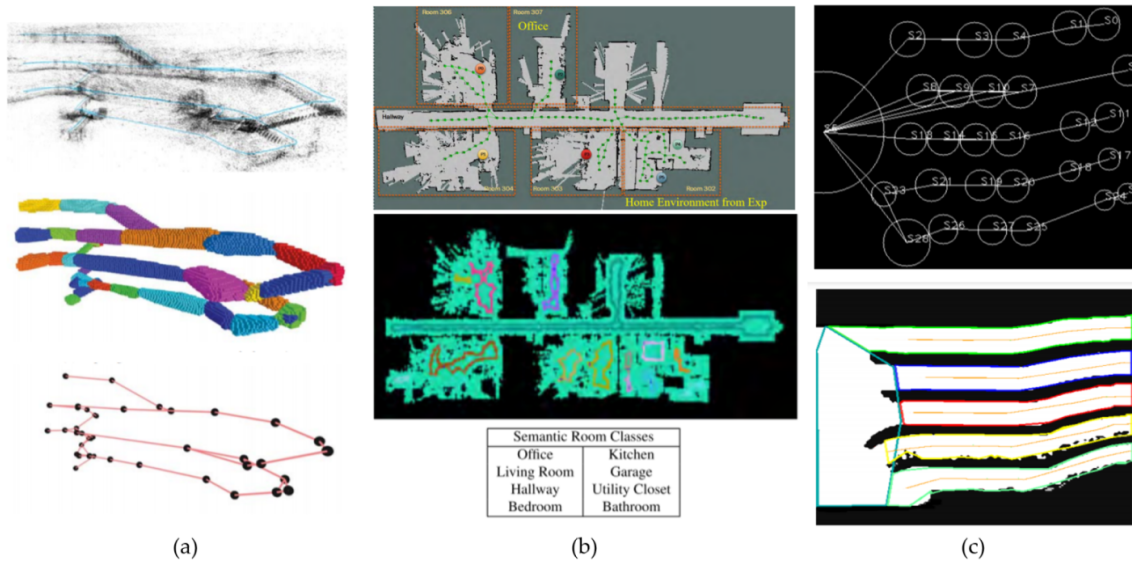 Room 306
Room 307
Office
Hallway
Room 304
Room 303
Room 302
Home Environment from Exp
Semantic Room Classes
Office Kitchen
Living Room Garage
Hallway Utility Closet
Bedroom Bathroom
S2 S3 S4 S1 S0
S8 S9 S10 S7
S13 S14 S15 S16 S12 S11
S23 S21 S19 S20 S18 S17
S28 S26 S27 S25 S24
(a) (b) (c)